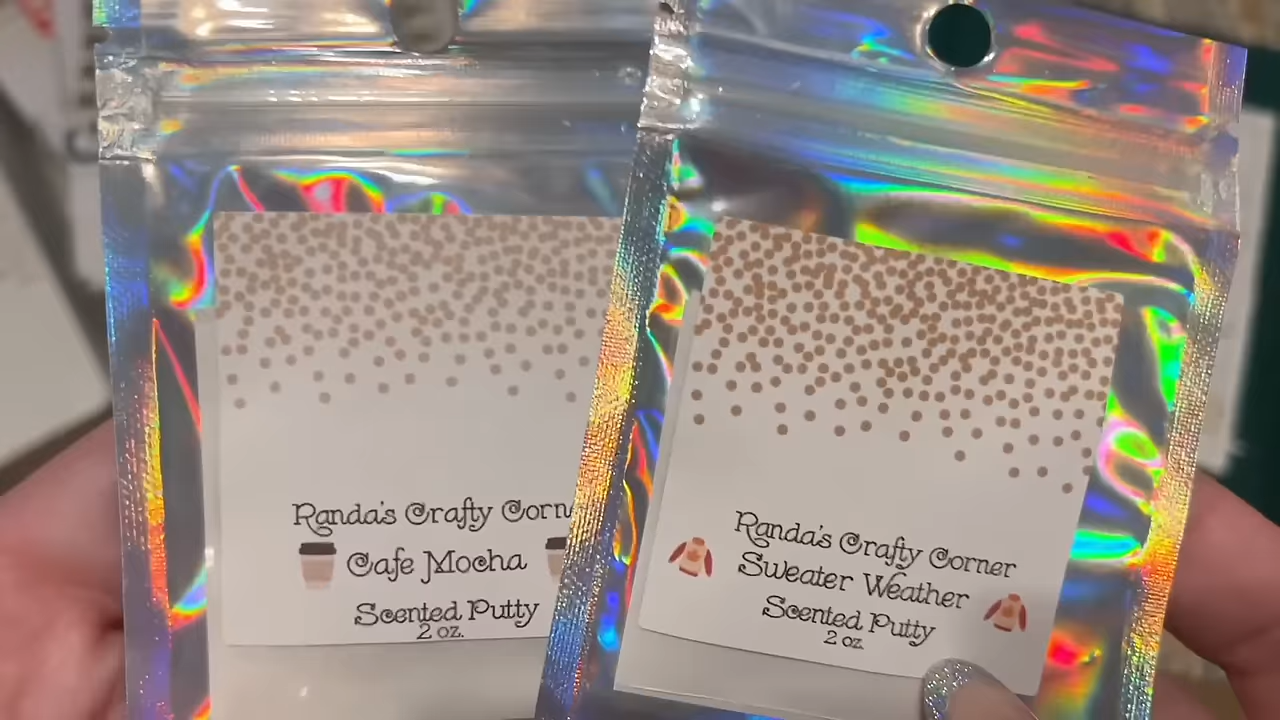 Randa's Crafty Corn
Cafe Mocha
Scented Putty
2 oz.
Randa's Crafty Corner
Sweater Weather
Scented Putty
2 oz.